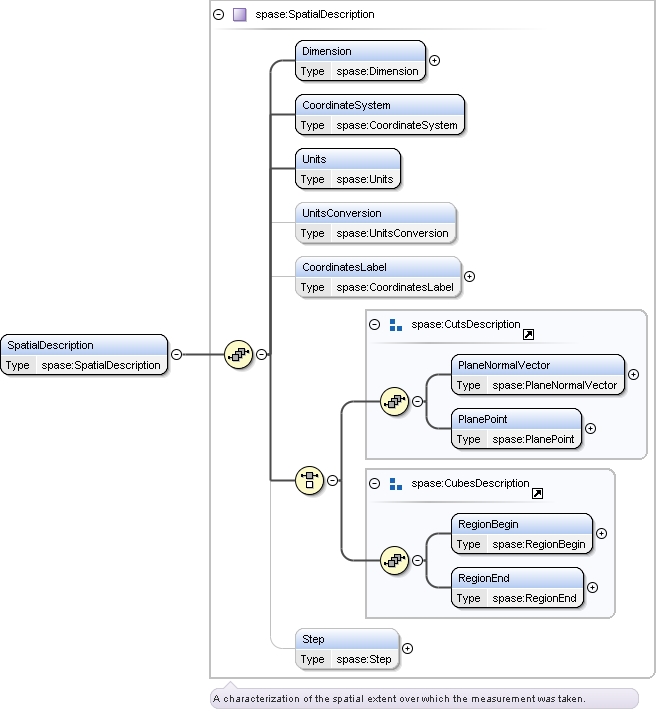 spase:SpatialDescription
Dimension
Type spase:Dimension
CoordinateSystem
Type spase:CoordinateSystem
Units
Type spase:Units
UnitsConversion
Type spase:UnitsConversion
CoordinatesLabel
Type spase:CoordinatesLabel
spase:CutsDescription
SpatialDescription
Type spase:SpatialDescription
PlaneNormalVector
Type spase:PlaneNormalVector
PlanePoint
Type spase:PlanePoint
spase:CubesDescription
RegionBegin
Type spase:RegionBegin
RegionEnd
Type spase:RegionEnd
Step
Type spase:Step
A characterization of the spatial extent over which the measurement was taken.